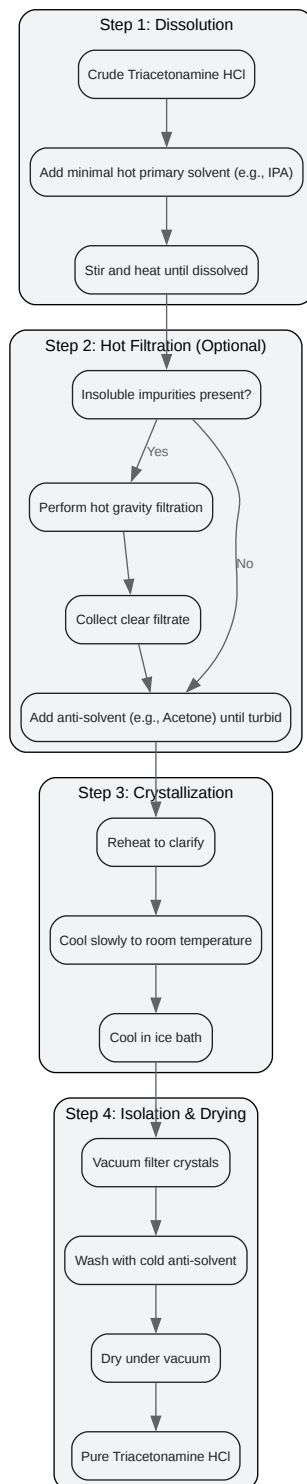 Step 1: Dissolution
Crude Triacetonamine HCl
Add minimal hot primary solvent (e.g., IPA)
Stir and heat until dissolved
Step 2: Hot Filtration (Optional)
Insoluble impurities present?
Yes
Perform hot gravity filtration
No
Collect clear filtrate
Add anti-solvent (e.g., Acetone) until turbid
Step 3: Crystallization
Reheat to clarify
Cool slowly to room temperature
Cool in ice bath
Step 4: Isolation & Drying
Vacuum filter crystals
Wash with cold anti-solvent
Dry under vacuum
Pure Triacetonamine HCl